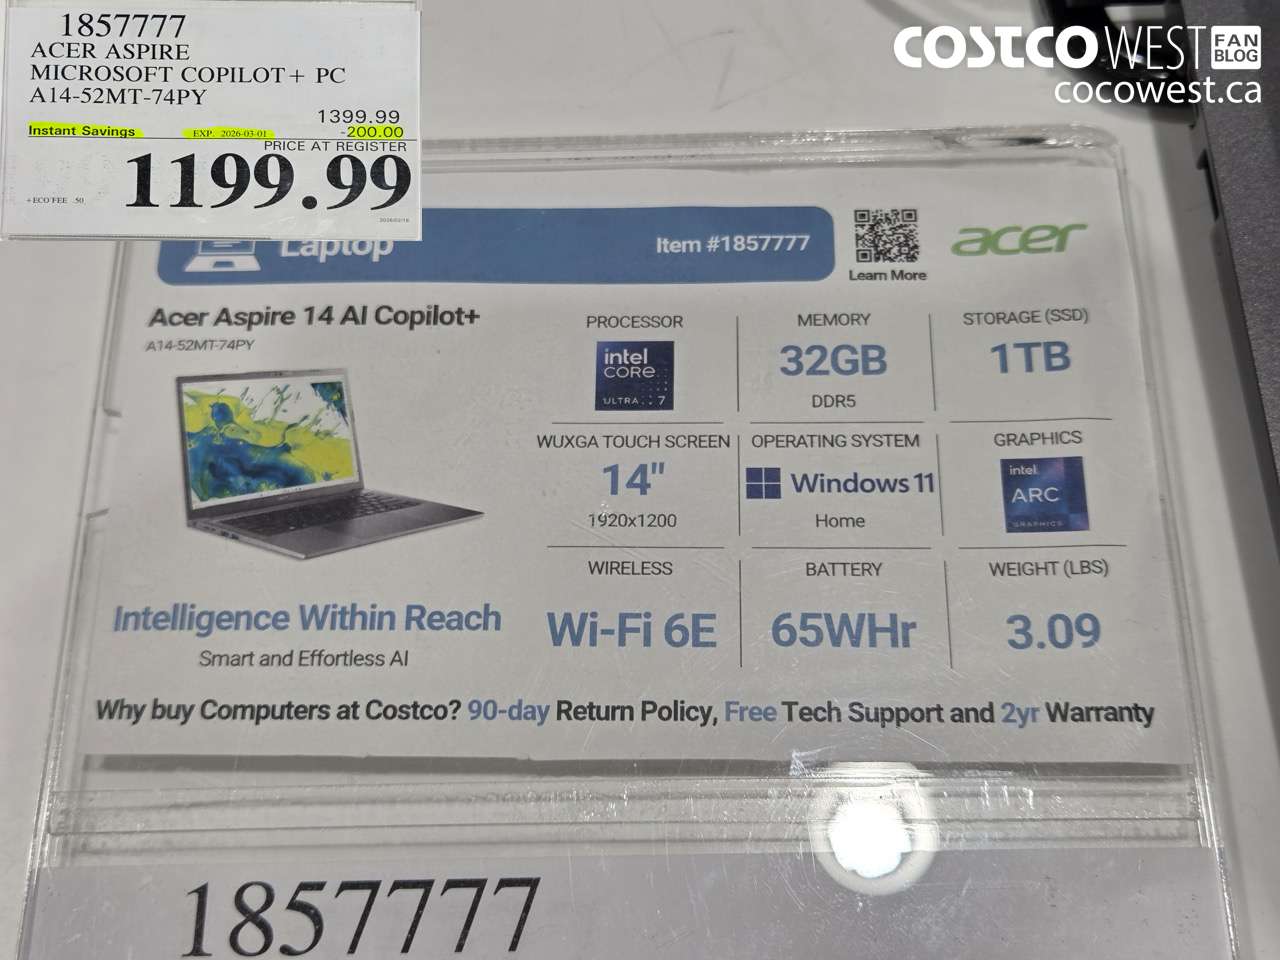 1857777
ACER ASPIRE
MICROSOFT COPILOT+ PC
A14-52MT-74PY
1399.99
Instant Savings EXP. 2026-03-01 -200.00
PRICE AT REGISTER
+ECO FEE .50 1199.99
2026/02/16
COSTCO WEST FAN BLOG
cocowest.ca
Laptop
Item #1857777
Learn More
acer
Acer Aspire 14 AI Copilot+
A14-52MT-74PY
PROCESSOR
intel
CORE
ULTRA 7
MEMORY
32GB
DDR5
STORAGE (SSD)
1TB
WUXGA TOUCH SCREEN
14"
1920x1200
OPERATING SYSTEM
Windows 11
Home
GRAPHICS
intel
ARC
GRAPHICS
WIRELESS
Wi-Fi 6E
BATTERY
65WHr
WEIGHT (LBS)
3.09
Intelligence Within Reach
Smart and Effortless AI
Why buy Computers at Costco? 90-day Return Policy, Free Tech Support and 2yr Warranty
1857777